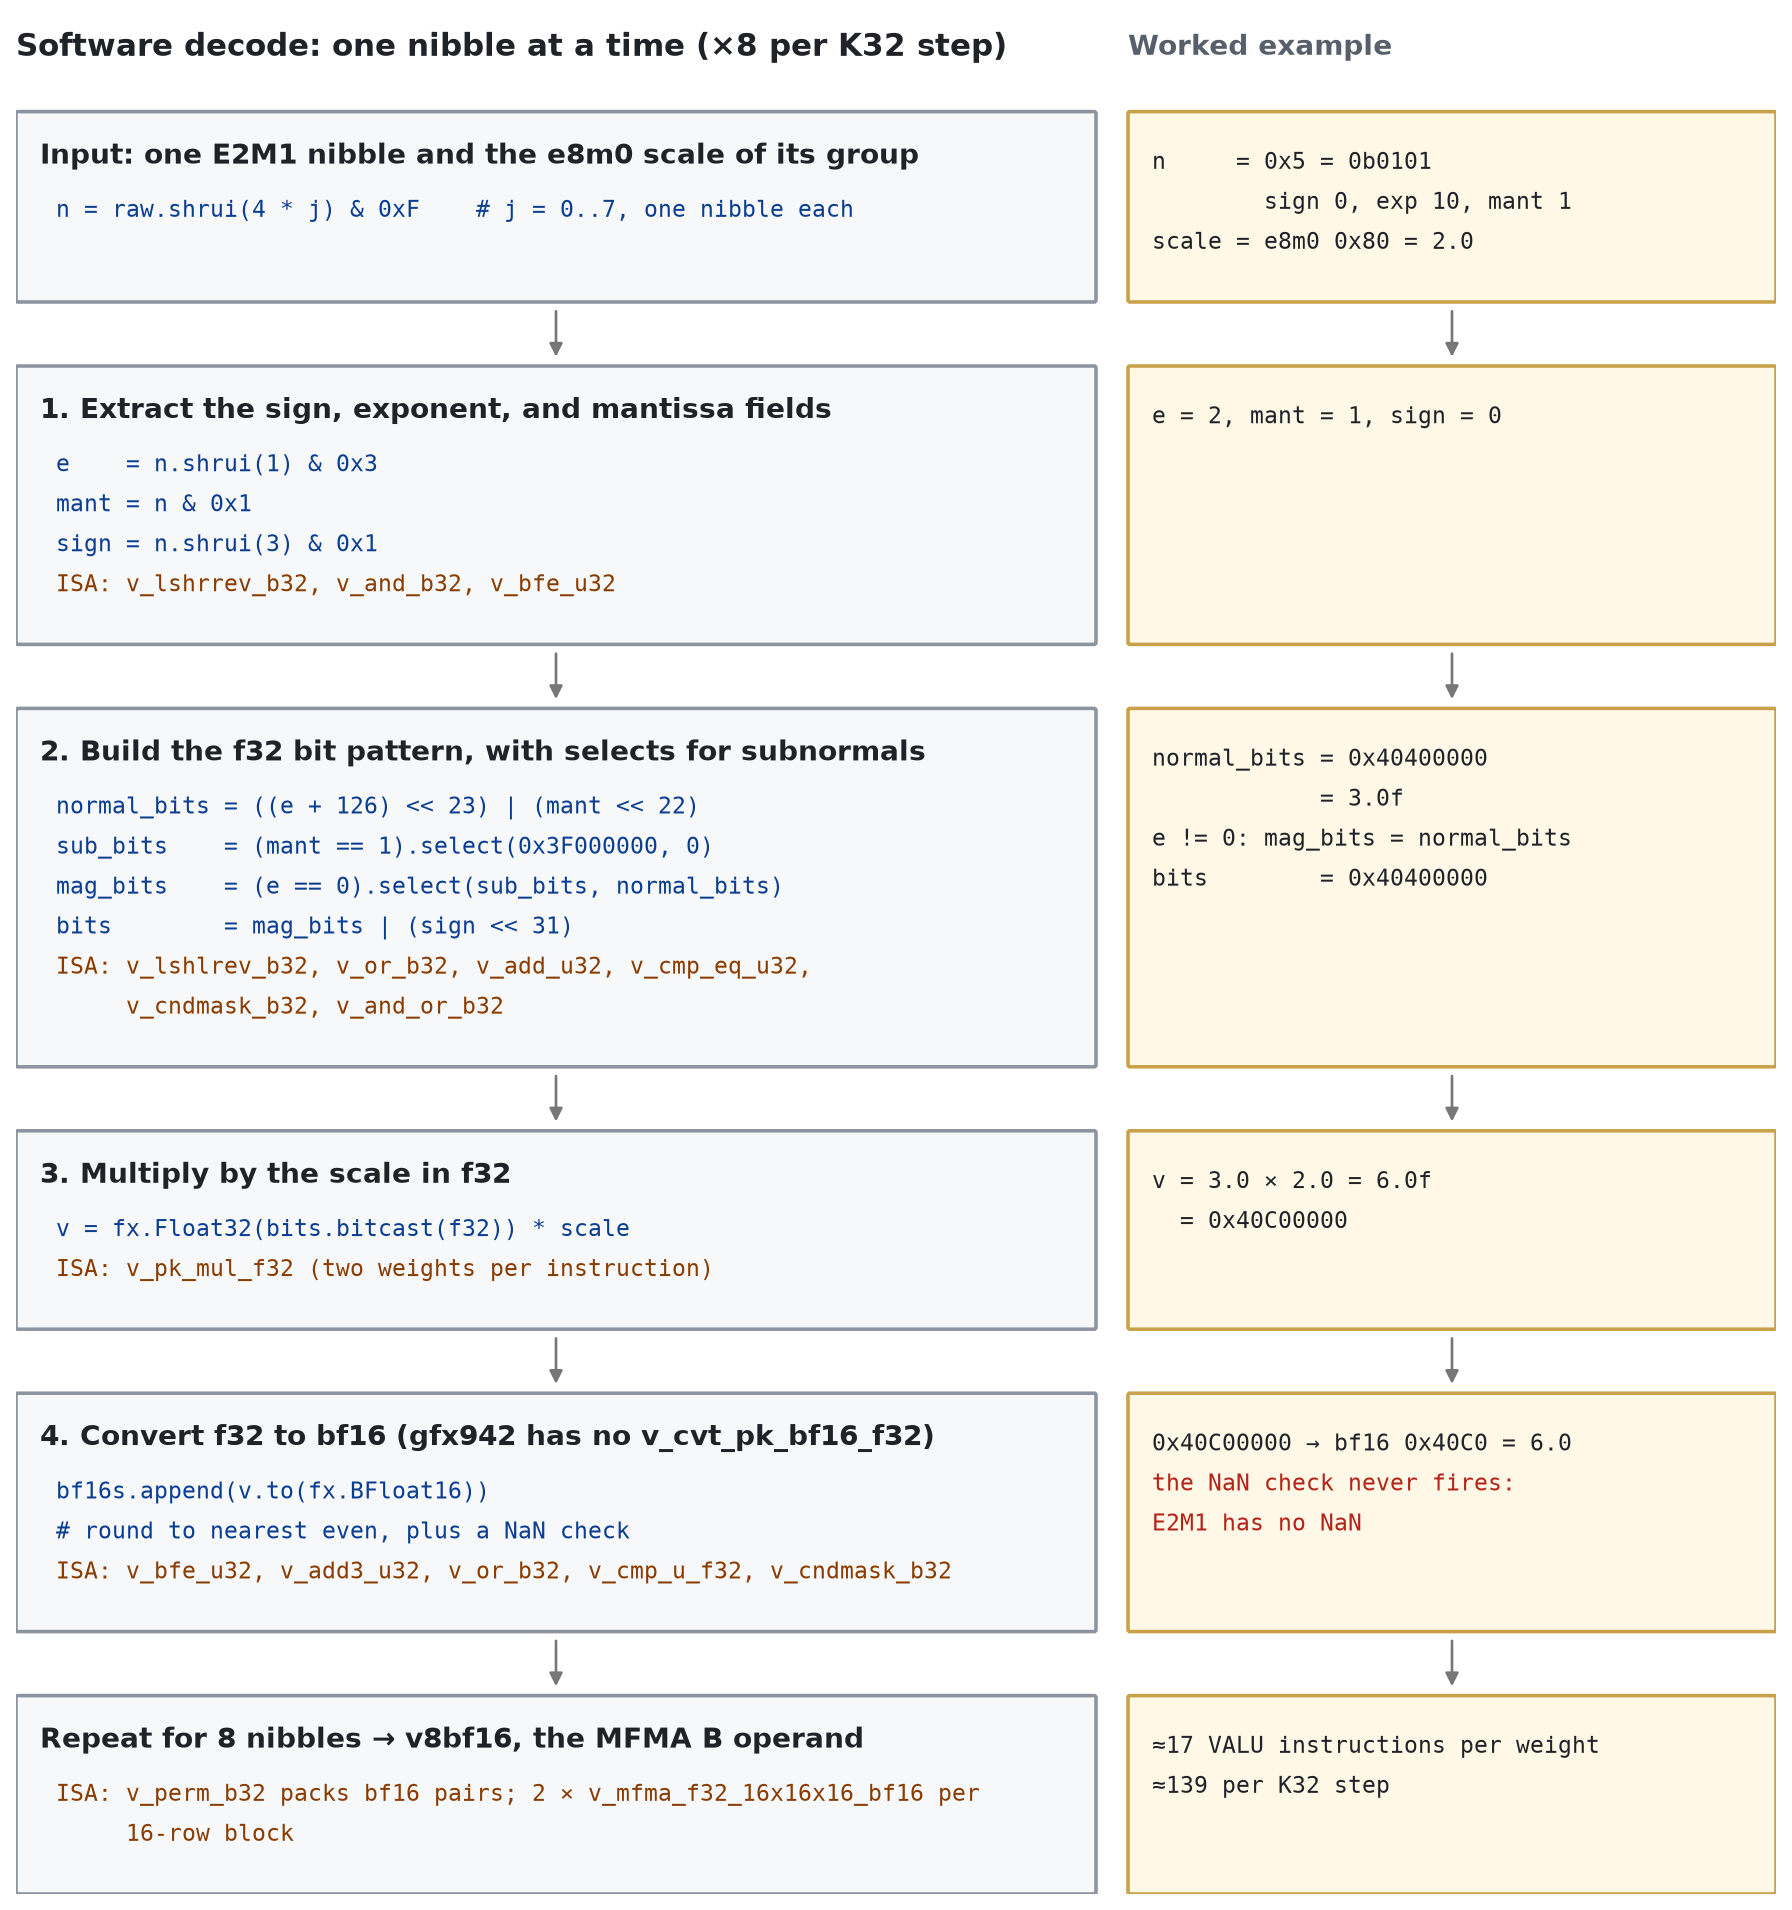 Software decode: one nibble at a time (×8 per K32 step)
Worked example
Input: one E2M1 nibble and the e8m0 scale of its group
n = raw.shrui(4 * j) & 0xF    # j = 0..7, one nibble each
n     = 0x5 = 0b0101
sign 0, exp 10, mant 1
scale = e8m0 0x80 = 2.0
1. Extract the sign, exponent, and mantissa fields
e    = n.shrui(1) & 0x3
mant = n & 0x1
sign = n.shrui(3) & 0x1
ISA: v_lshrrev_b32, v_and_b32, v_bfe_u32
e = 2, mant = 1, sign = 0
2. Build the f32 bit pattern, with selects for subnormals
normal_bits = ((e + 126) << 23) | (mant << 22)
sub_bits    = (mant == 1).select(0x3F000000, 0)
mag_bits    = (e == 0).select(sub_bits, normal_bits)
bits        = mag_bits | (sign << 31)
ISA: v_lshlrev_b32, v_or_b32, v_add_u32, v_cmp_eq_u32,
v_cndmask_b32, v_and_or_b32
normal_bits = 0x40400000
= 3.0f
e != 0: mag_bits = normal_bits
bits        = 0x40400000
3. Multiply by the scale in f32
v = fx.Float32(bits.bitcast(f32)) * scale
ISA: v_pk_mul_f32 (two weights per instruction)
v = 3.0 × 2.0 = 6.0f
= 0x40C00000
4. Convert f32 to bf16 (gfx942 has no v_cvt_pk_bf16_f32)
bf16s.append(v.to(fx.BFloat16))
# round to nearest even, plus a NaN check
ISA: v_bfe_u32, v_add3_u32, v_or_b32, v_cmp_u_f32, v_cndmask_b32
0x40C00000 → bf16 0x40C0 = 6.0
the NaN check never fires:
E2M1 has no NaN
Repeat for 8 nibbles → v8bf16, the MFMA B operand
ISA: v_perm_b32 packs bf16 pairs; 2 × v_mfma_f32_16x16x16_bf16 per
16-row block
≈17 VALU instructions per weight
≈139 per K32 step